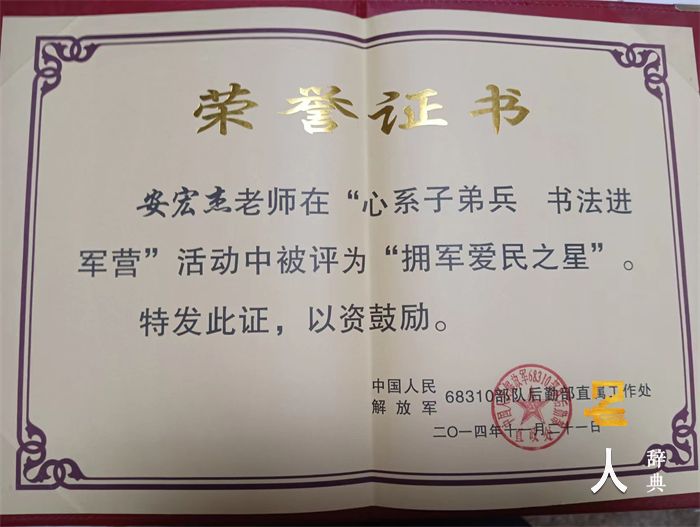 荣誉证书
安宏杰老师在“心系子弟兵 书法进
军营”活动中被评为“拥军爱民之星”。
特发此证，以资鼓励。
中国人民
解放军 68310部队后勤部直属工作处
二〇一四年十一月二十一日
名
人 辞典